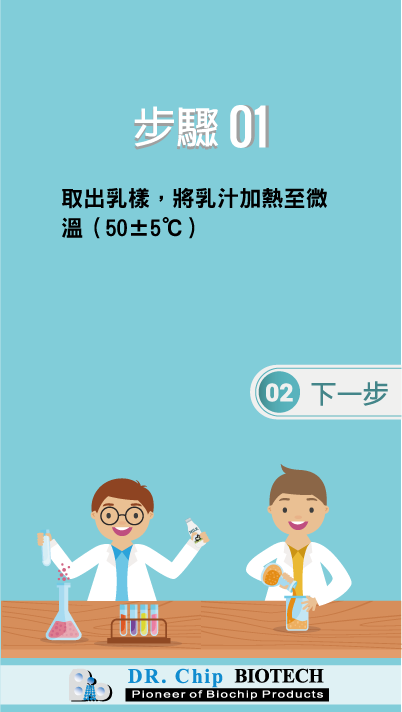 步驟 01
取出乳樣，將乳汁加熱至微
溫（50±5℃）
02 下一步
DR. Chip BIOTECH
Pioneer of Biochip Products